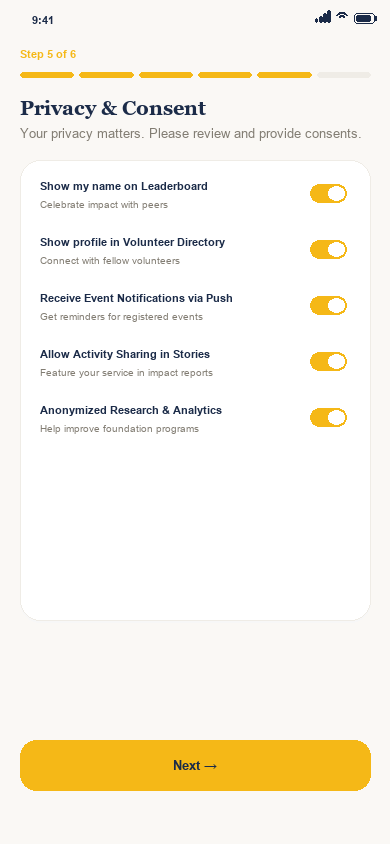 9:41
Step 5 of 6
Privacy & Consent
Your privacy matters. Please review and provide consents.
Show my name on Leaderboard
Celebrate impact with peers
Show profile in Volunteer Directory
Connect with fellow volunteers
Receive Event Notifications via Push
Get reminders for registered events
Allow Activity Sharing in Stories
Feature your service in impact reports
Anonymized Research & Analytics
Help improve foundation programs
Next →